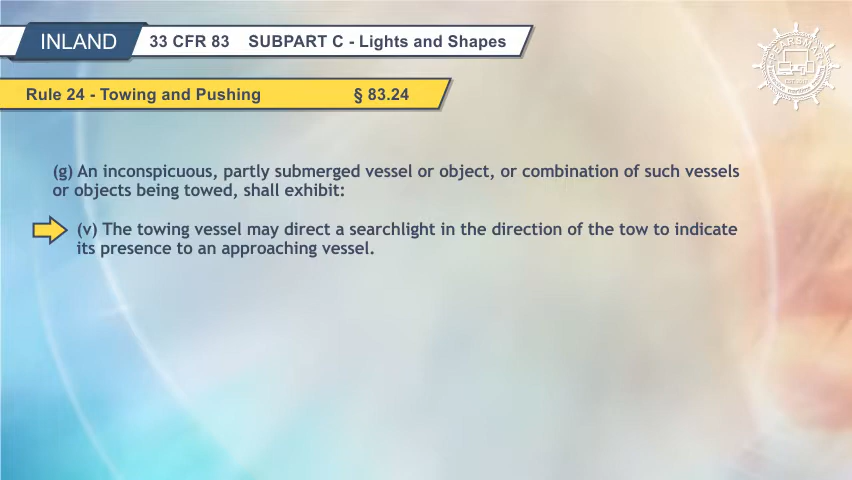 INLAND 33 CFR 83 SUBPART C - Lights and Shapes
Rule 24 - Towing and Pushing § 83.24
PEARSMAR
(g) An inconspicuous, partly submerged vessel or object, or combination of such vessels
or objects being towed, shall exhibit:
(v) The towing vessel may direct a searchlight in the direction of the tow to indicate
its presence to an approaching vessel.